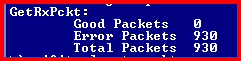 GetRxPckt:
Good Packets 0
Error Packets 930
Total Packets 930